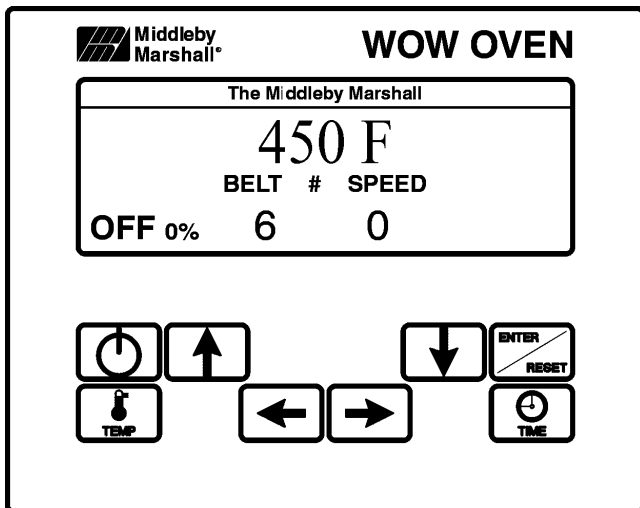 Middleby
Marshall®
WOW OVEN
The Middleby Marshall
450 F
BELT # SPEED
OFF 0% 6 0
ENTER
RESET
TEMP
TIME